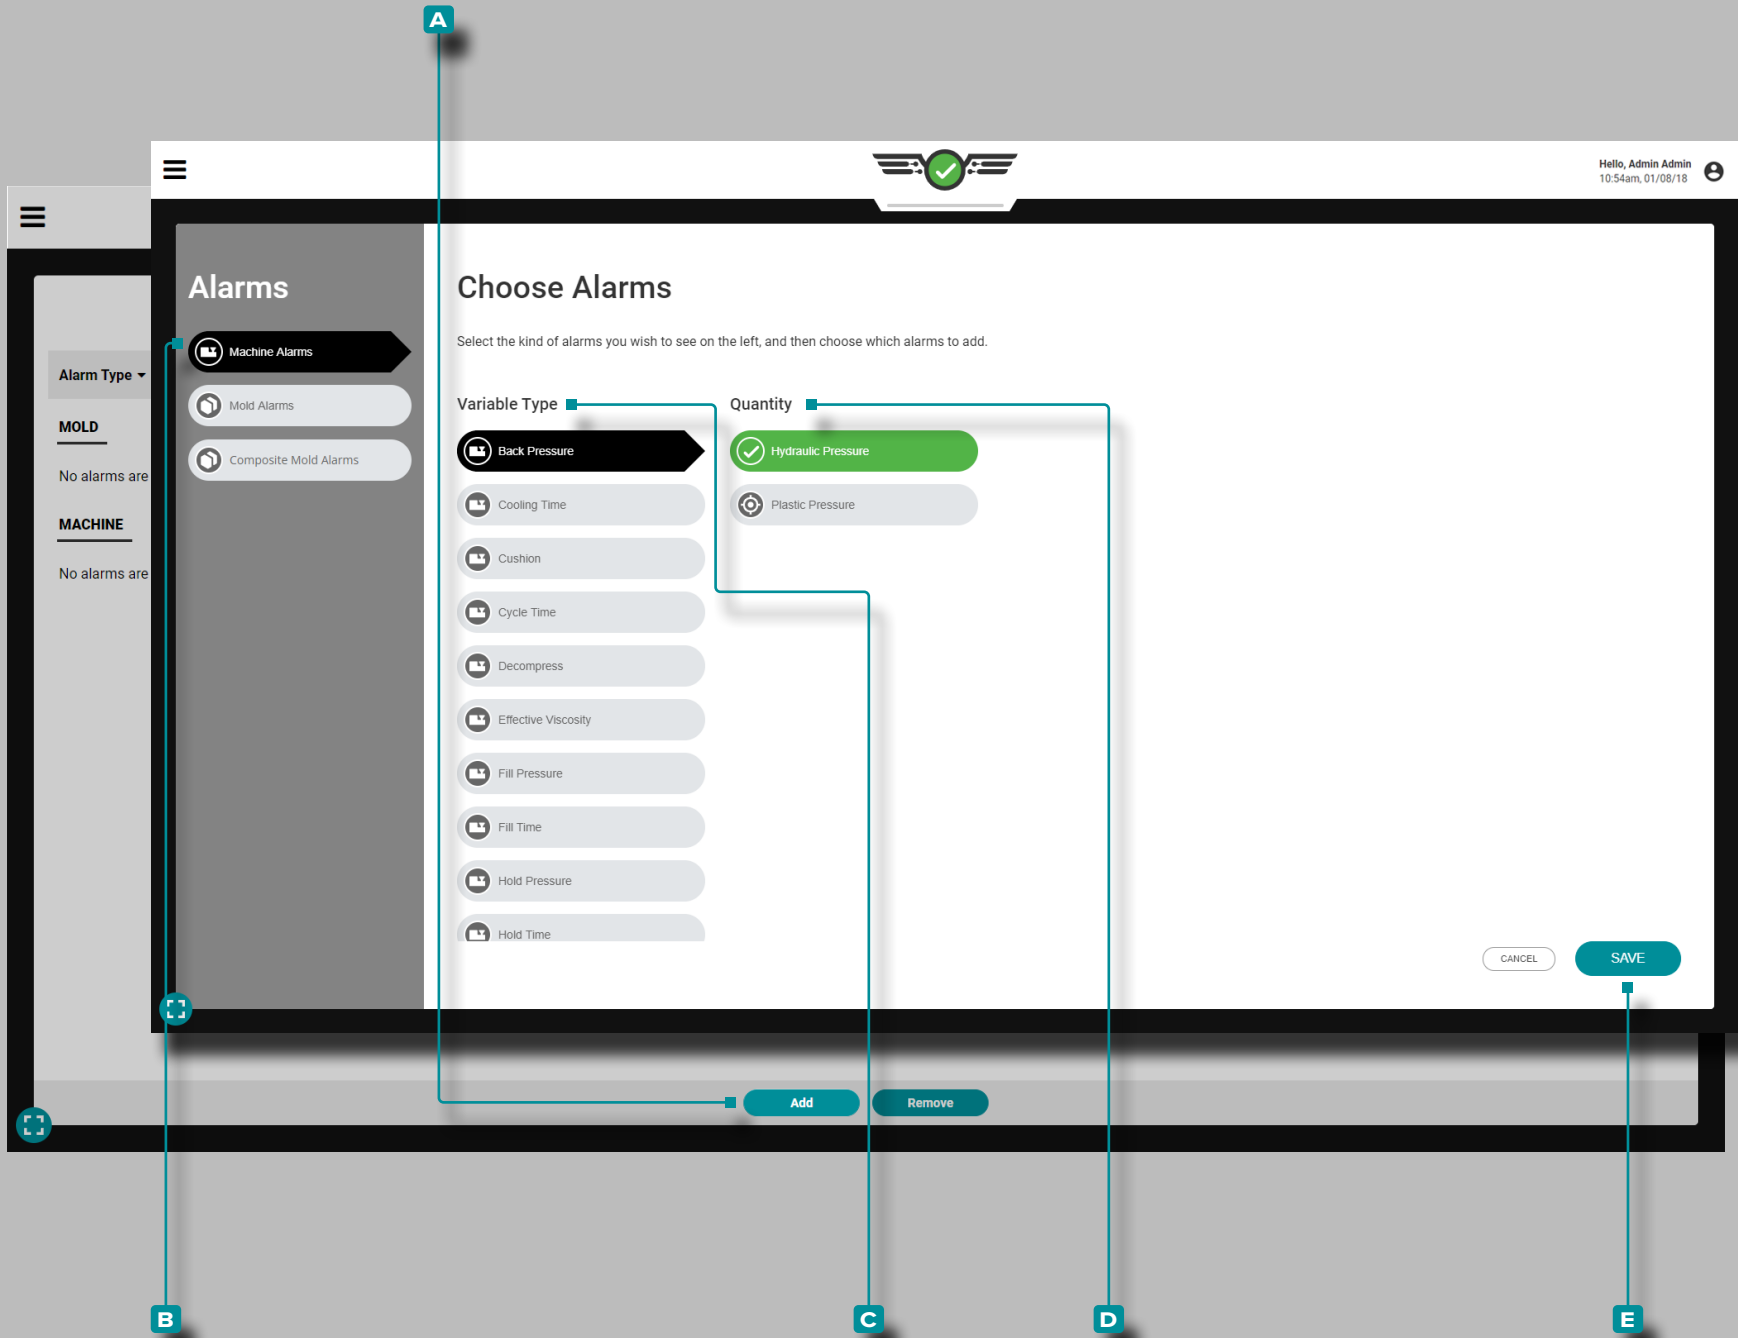 A
Hello, Admin Admin
10:54am, 01/08/18
Alarms
Machine Alarms
Mold Alarms
Composite Mold Alarms
Choose Alarms
Select the kind of alarms you wish to see on the left, and then choose which alarms to add.
Variable Type
Back Pressure
Cooling Time
Cushion
Cycle Time
Decompress
Effective Viscosity
Fill Pressure
Fill Time
Hold Pressure
Hold Time
Quantity
Hydraulic Pressure
Plastic Pressure
CANCEL
SAVE
Alarm Type
MOLD
No alarms are
MACHINE
No alarms are
Add
Remove
B
C
D
E